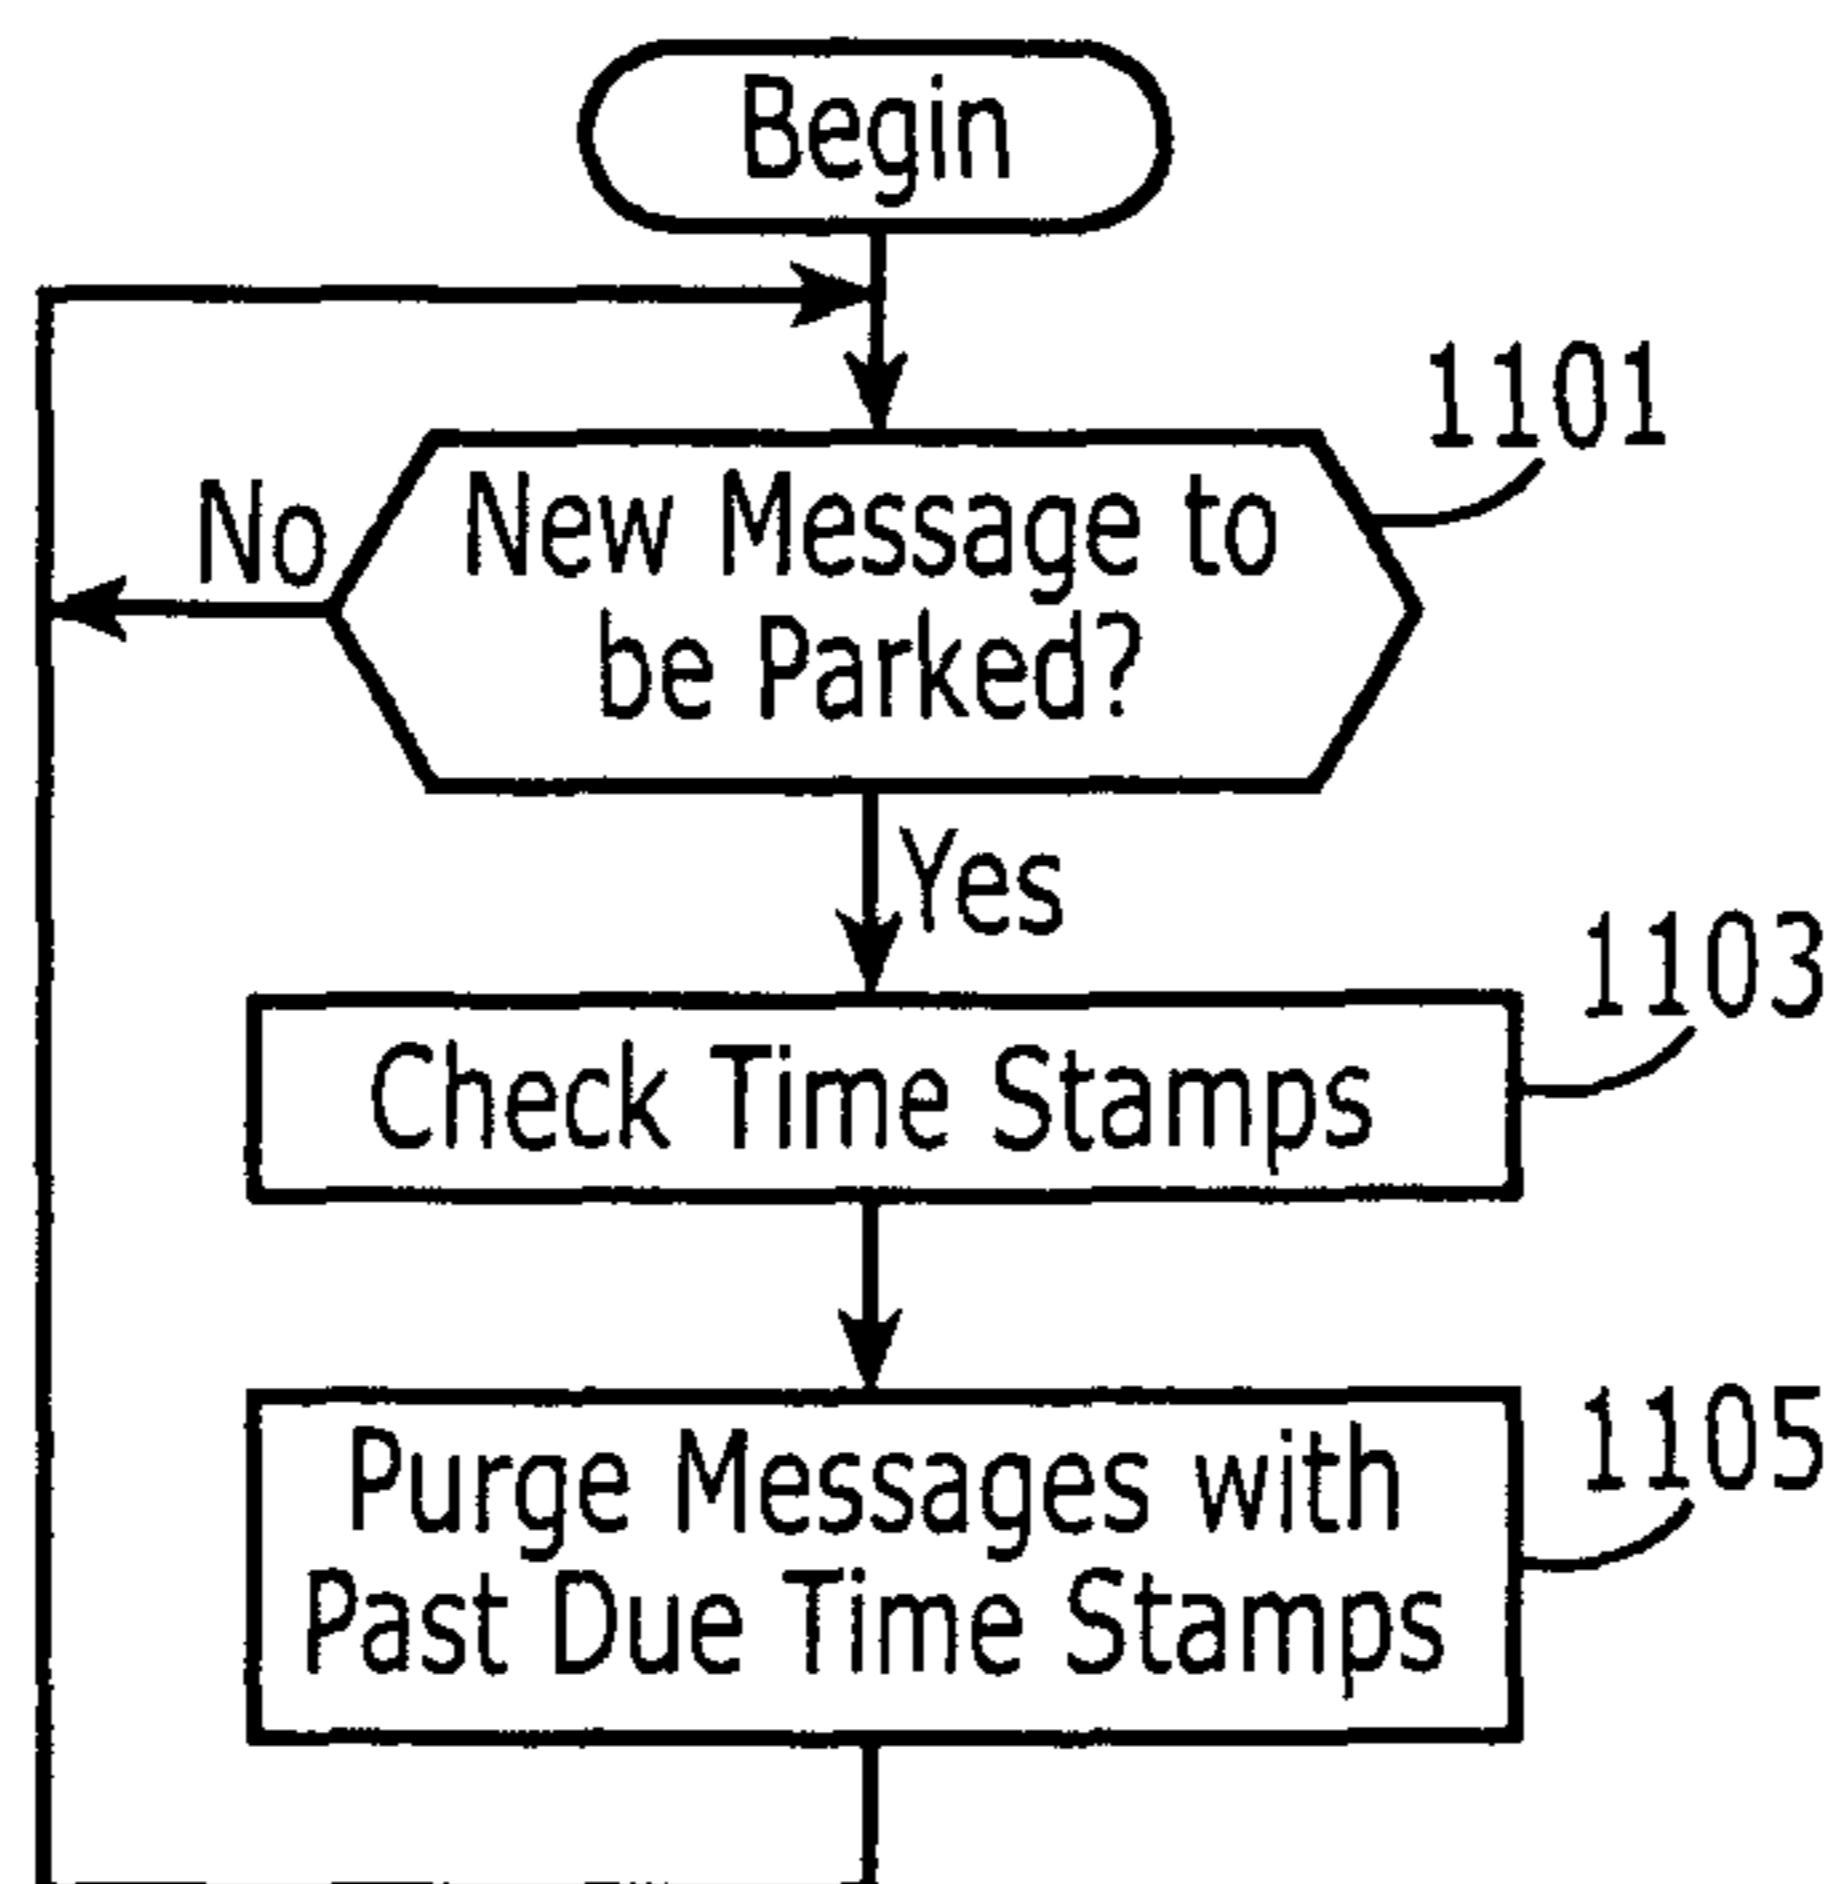 Begin
1101
No
New Message to
be Parked?
Yes
1103
Check Time Stamps
1105
Purge Messages with
Past Due Time Stamps